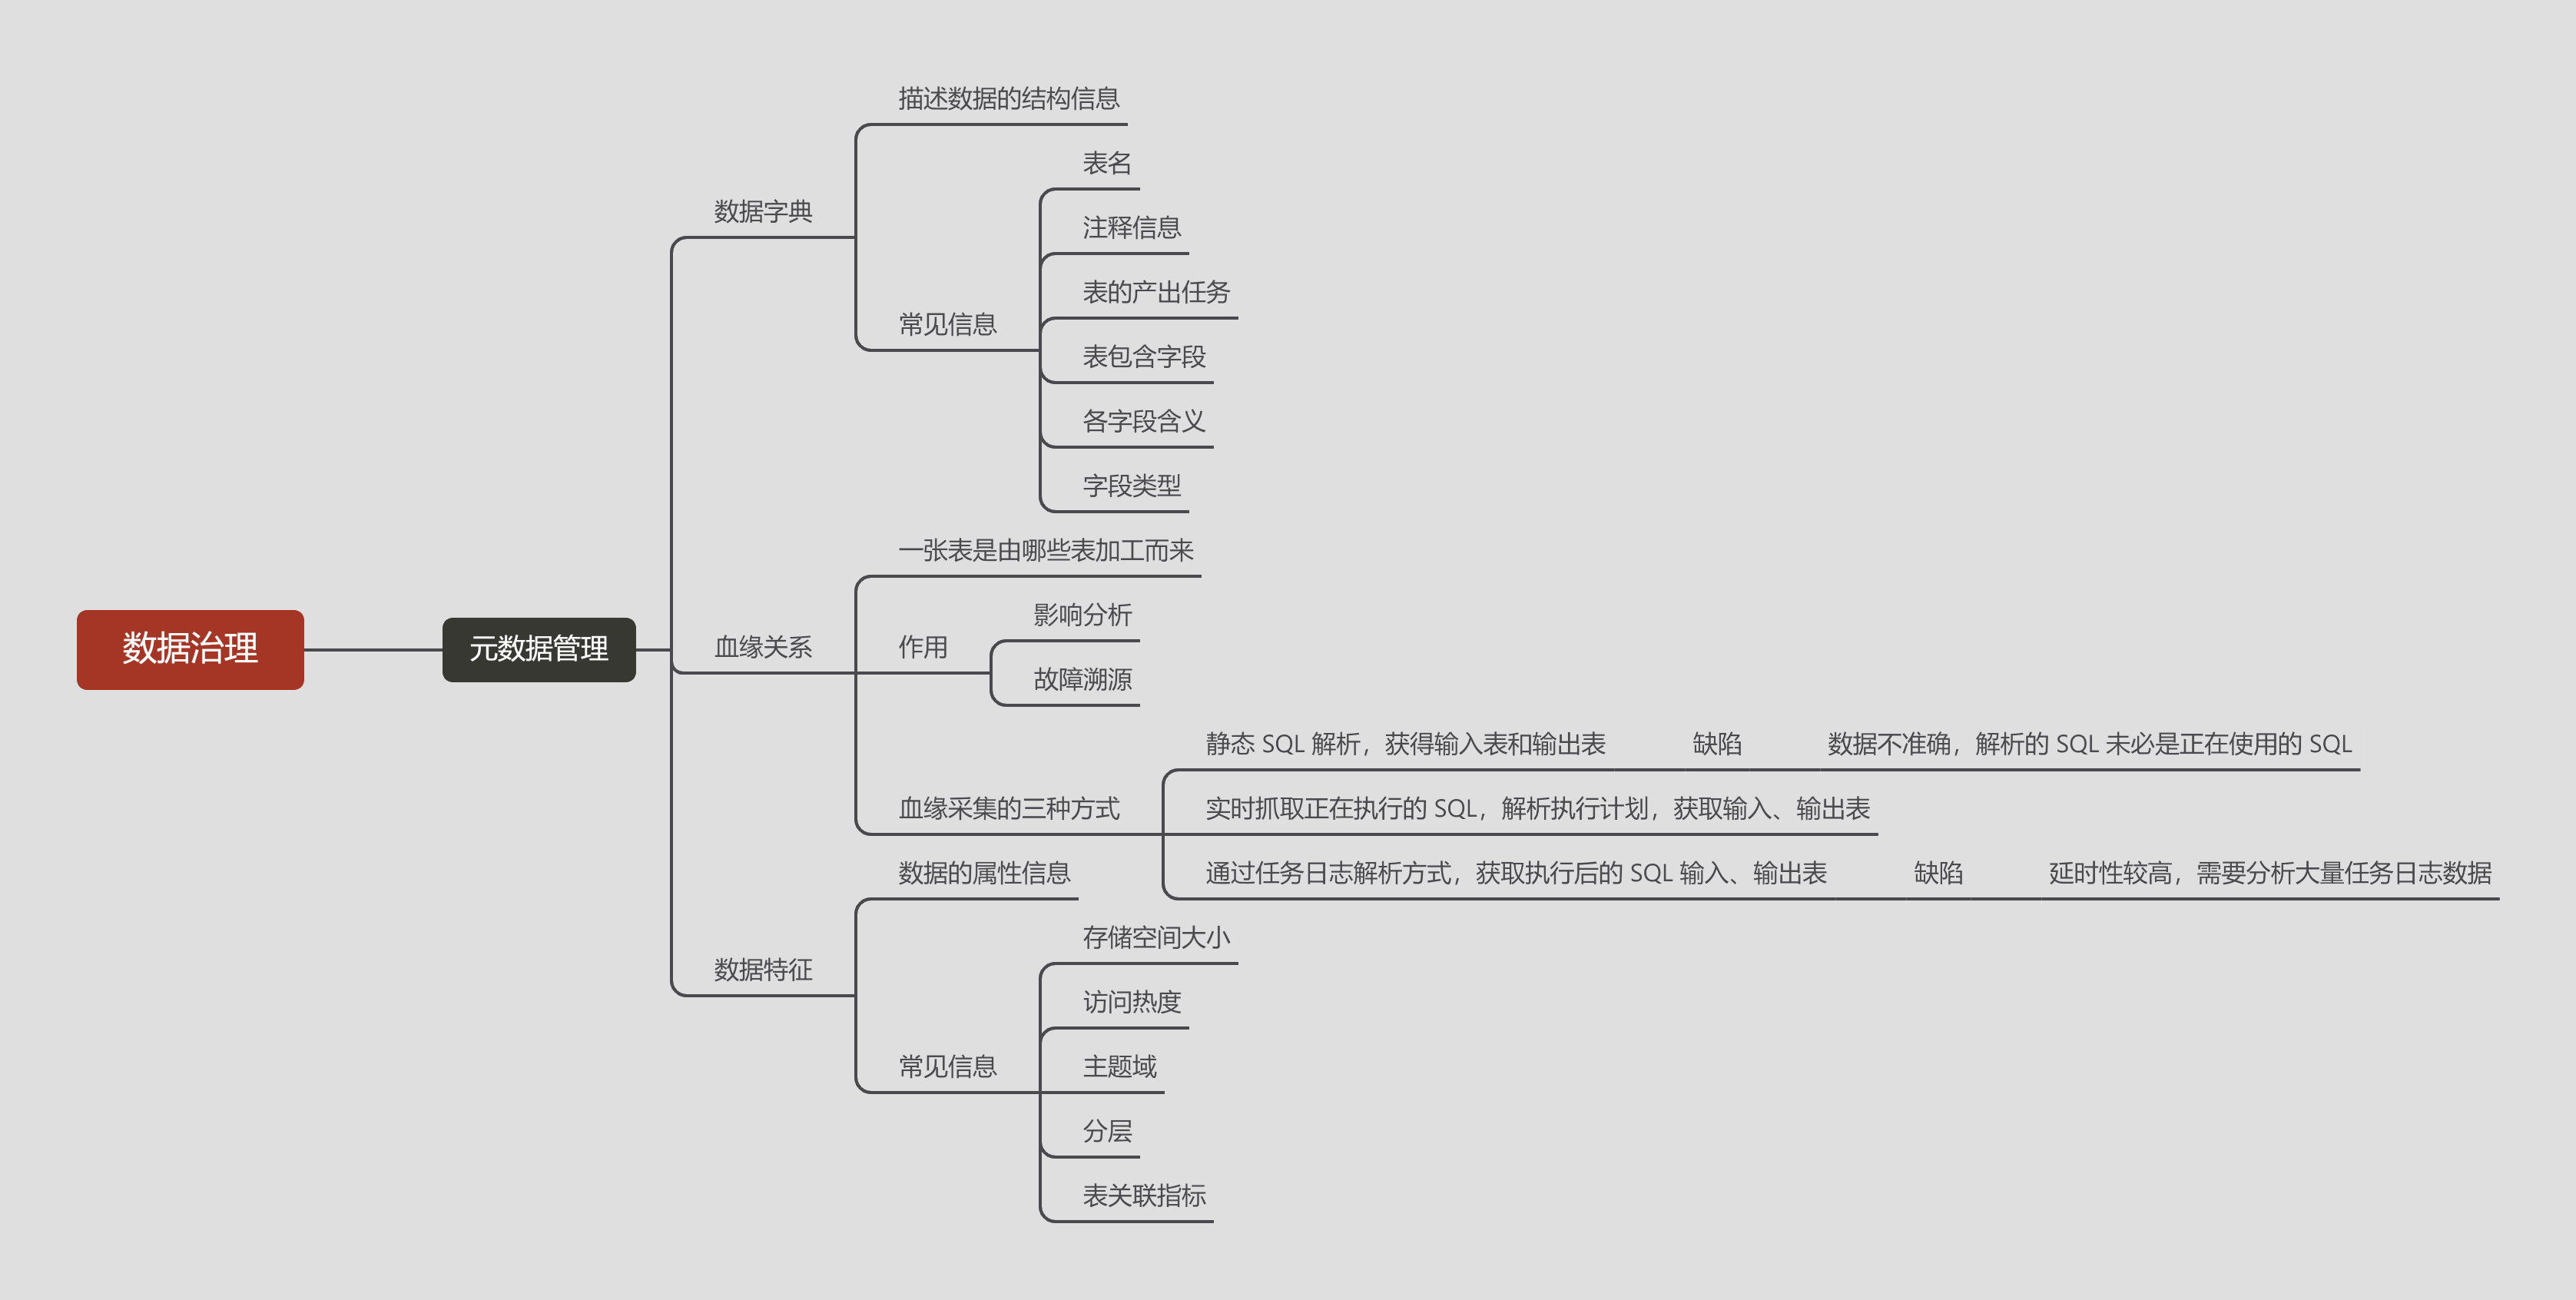 数据治理
元数据管理
数据字典
描述数据的结构信息
常见信息
表名
注释信息
表的产出任务
表包含字段
各字段含义
字段类型
血缘关系
一张表是由哪些表加工而来
作用
影响分析
故障溯源
血缘采集的三种方式
静态 SQL 解析，获得输入表和输出表
缺陷
数据不准确，解析的 SQL 未必是正在使用的 SQL
实时抓取正在执行的 SQL，解析执行计划，获取输入、输出表
通过任务日志解析方式，获取执行后的 SQL 输入、输出表
缺陷
延时性较高，需要分析大量任务日志数据
数据特征
数据的属性信息
常见信息
存储空间大小
访问热度
主题域
分层
表关联指标